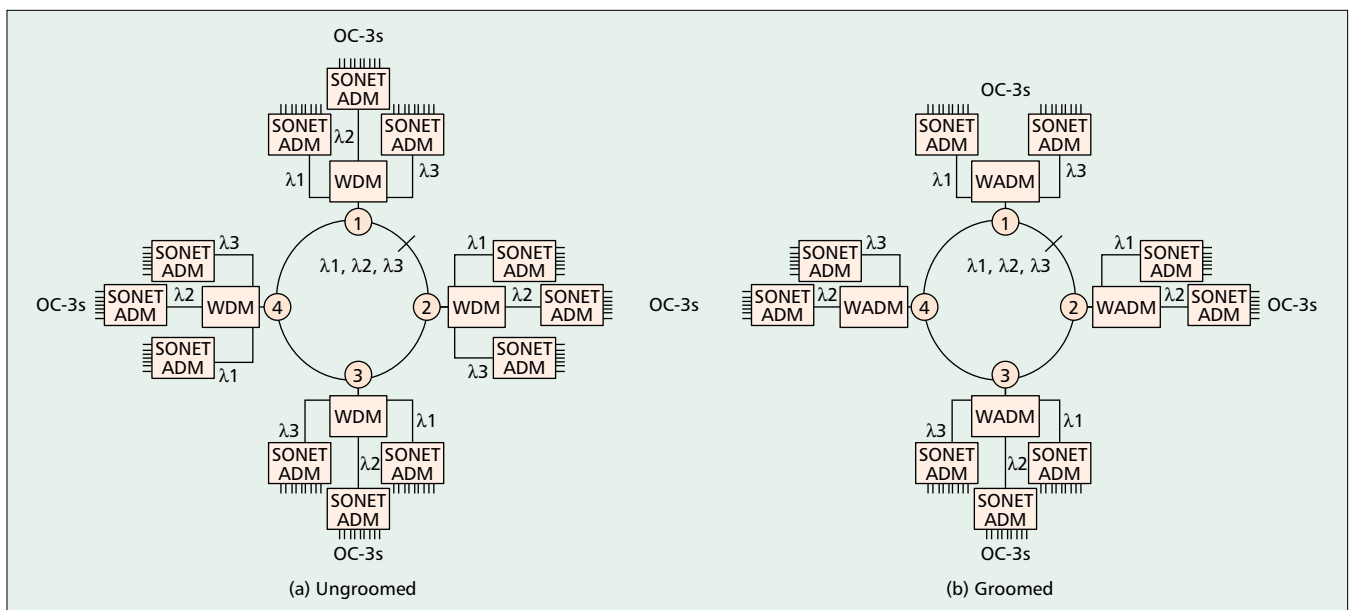 OC-3s
SONET
ADM
SONET
ADM
λ2
SONET
ADM
λ1
WDM
λ3
1
λ1, λ2, λ3
SONET
ADM
λ3
OC-3s
SONET
ADM
λ2
WDM
4
SONET
ADM
λ1
2
WDM
λ1
SONET
ADM
λ2
SONET
ADM
OC-3s
λ3
SONET
ADM
3
WDM
λ3
λ1
SONET
ADM
λ2
SONET
ADM
SONET
ADM
OC-3s
(a) Ungroomed
OC-3s
SONET
ADM
SONET
ADM
λ1
WADM
λ3
1
λ1, λ2, λ3
SONET
ADM
λ3
OC-3s
SONET
ADM
λ2
WADM
4
2
WADM
λ1
SONET
ADM
λ2
SONET
ADM
OC-3s
3
WADM
λ3
λ1
SONET
ADM
λ2
SONET
ADM
SONET
ADM
OC-3s
(b) Groomed